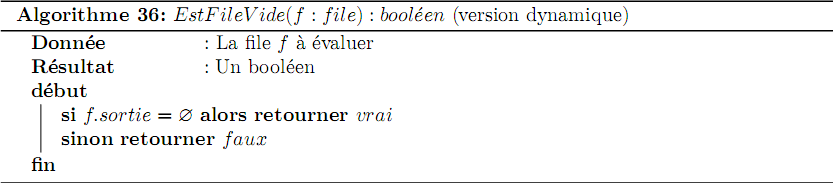 Algorithme 36: EstFileVide(f : file) : booléen (version dynamique)
Donnée : La file f à évaluer
Résultat : Un booléen
début
si f.sortie = ∅ alors retourner vrai
sinon retourner faux
fin